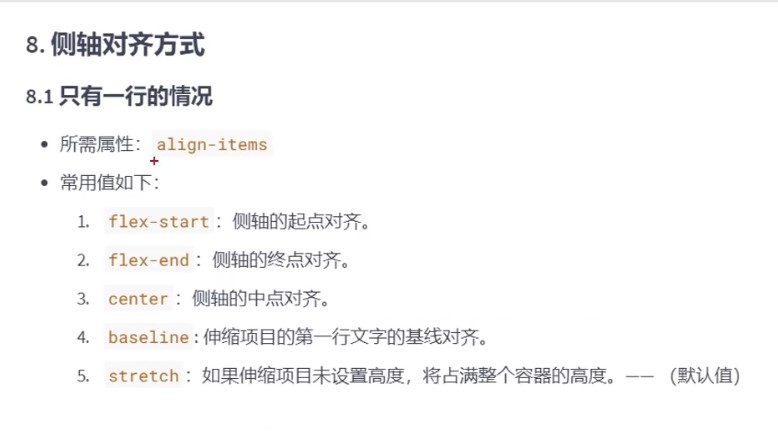 8. 侧轴对齐方式
8.1 只有一行的情况
• 所需属性： align-items
• 常用值如下：
1. flex-start ：侧轴的起点对齐。
2. flex-end ：侧轴的终点对齐。
3. center ：侧轴的中点对齐。
4. baseline : 伸缩项目的第一行文字的基线对齐。
5. stretch ：如果伸缩项目未设置高度，将占满整个容器的高度。—— （默认值）